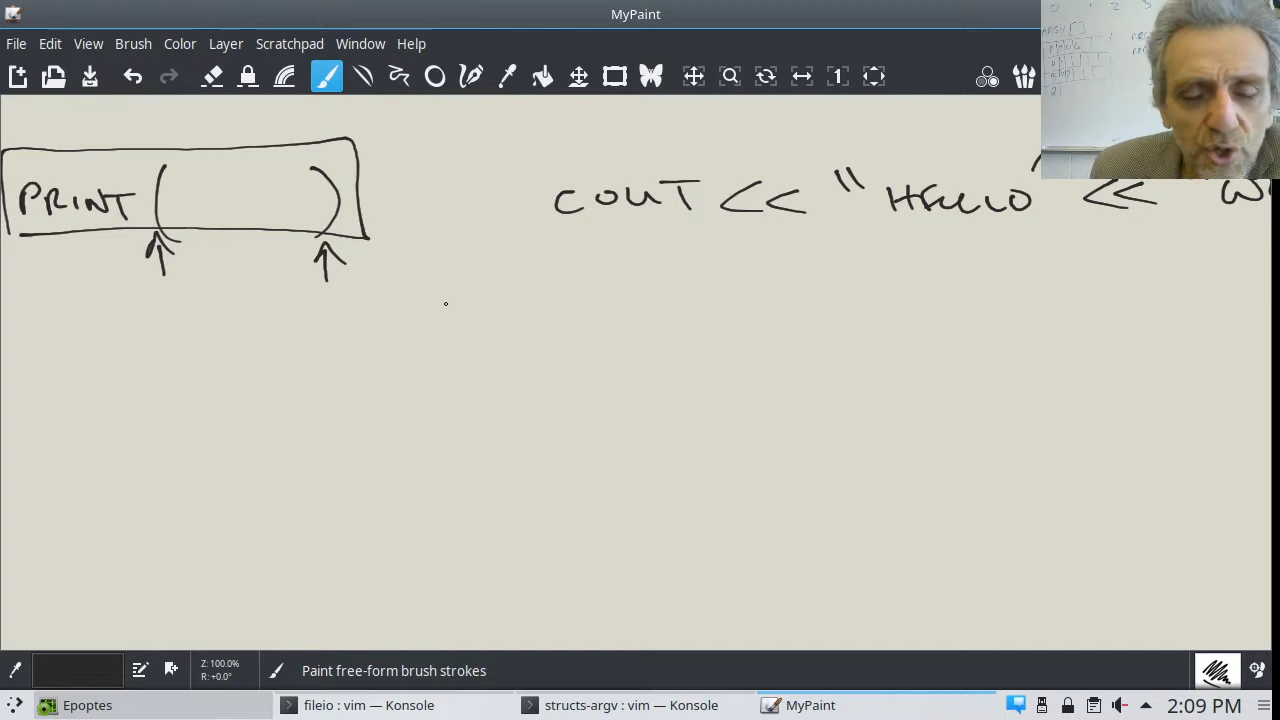 MyPaint
File Edit View Brush Color Layer Scratchpad Window Help
PRINT ( )
COUT << "HELLO" << "W
Z: 100.0%
R: +0.0°
Paint free-form brush strokes
Epoptes
fileio : vim — Konsole
structs-argv : vim — Konsole
MyPaint
2:09 PM